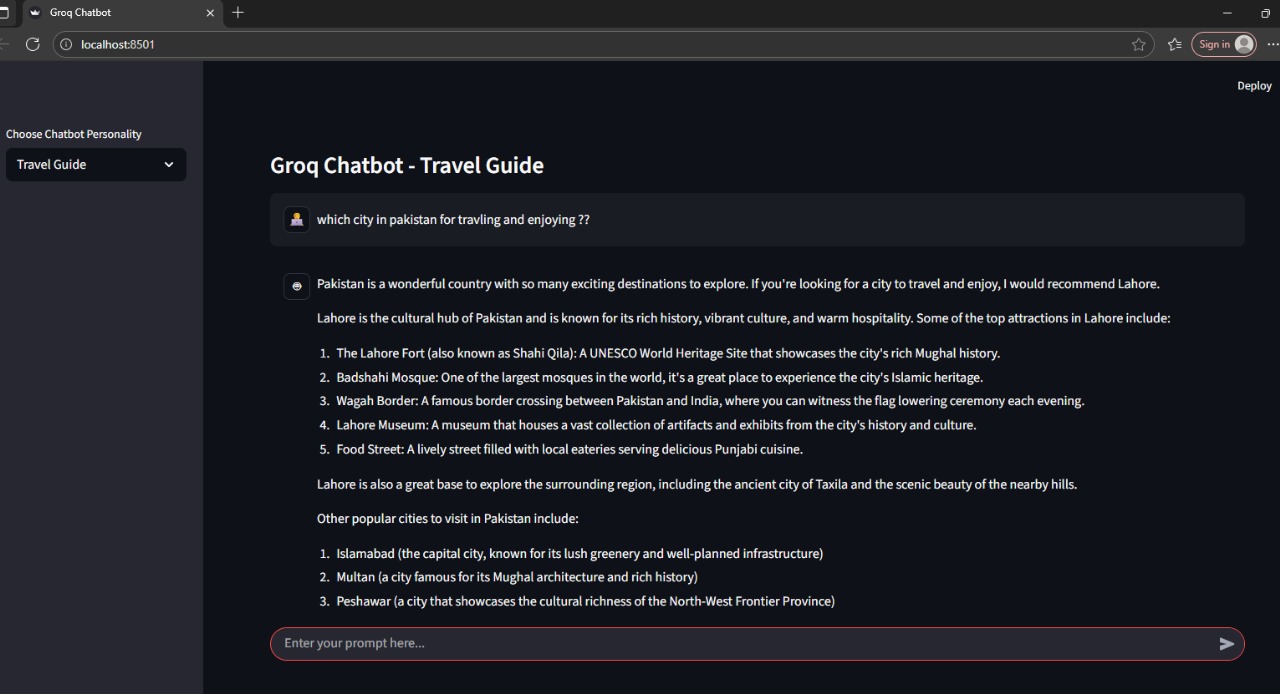 Groq Chatbot
localhost:8501
Sign in
Deploy
Choose Chatbot Personality
Travel Guide
Groq Chatbot - Travel Guide
which city in pakistan for travling and enjoying ??
Pakistan is a wonderful country with so many exciting destinations to explore. If you're looking for a city to travel and enjoy, I would recommend Lahore.
Lahore is the cultural hub of Pakistan and is known for its rich history, vibrant culture, and warm hospitality. Some of the top attractions in Lahore include:
1. The Lahore Fort (also known as Shahi Qila): A UNESCO World Heritage Site that showcases the city's rich Mughal history.
2. Badshahi Mosque: One of the largest mosques in the world, it's a great place to experience the city's Islamic heritage.
3. Wagah Border: A famous border crossing between Pakistan and India, where you can witness the flag lowering ceremony each evening.
4. Lahore Museum: A museum that houses a vast collection of artifacts and exhibits from the city's history and culture.
5. Food Street: A lively street filled with local eateries serving delicious Punjabi cuisine.
Lahore is also a great base to explore the surrounding region, including the ancient city of Taxila and the scenic beauty of the nearby hills.
Other popular cities to visit in Pakistan include:
1. Islamabad (the capital city, known for its lush greenery and well-planned infrastructure)
2. Multan (a city famous for its Mughal architecture and rich history)
3. Peshawar (a city that showcases the cultural richness of the North-West Frontier Province)
Enter your prompt here...